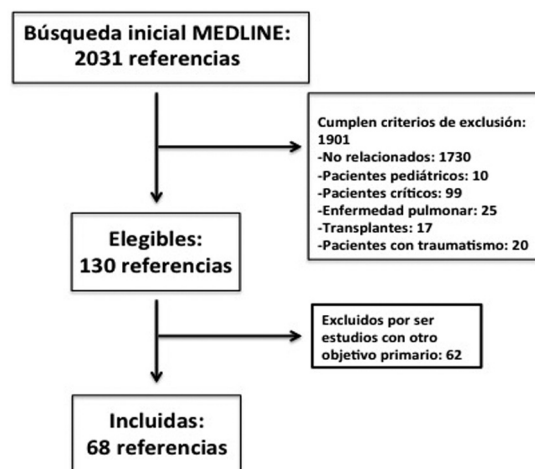 Búsqueda inicial MEDLINE:
2031 referencias
Cumplen criterios de exclusión:
1901
-No relacionados: 1730
-Pacientes pediátricos: 10
-Pacientes críticos: 99
-Enfermedad pulmonar: 25
-Transplantes: 17
-Pacientes con traumatismo: 20
Elegibles:
130 referencias
Excluidos por ser
estudios con otro
objetivo primario: 62
Incluidas:
68 referencias